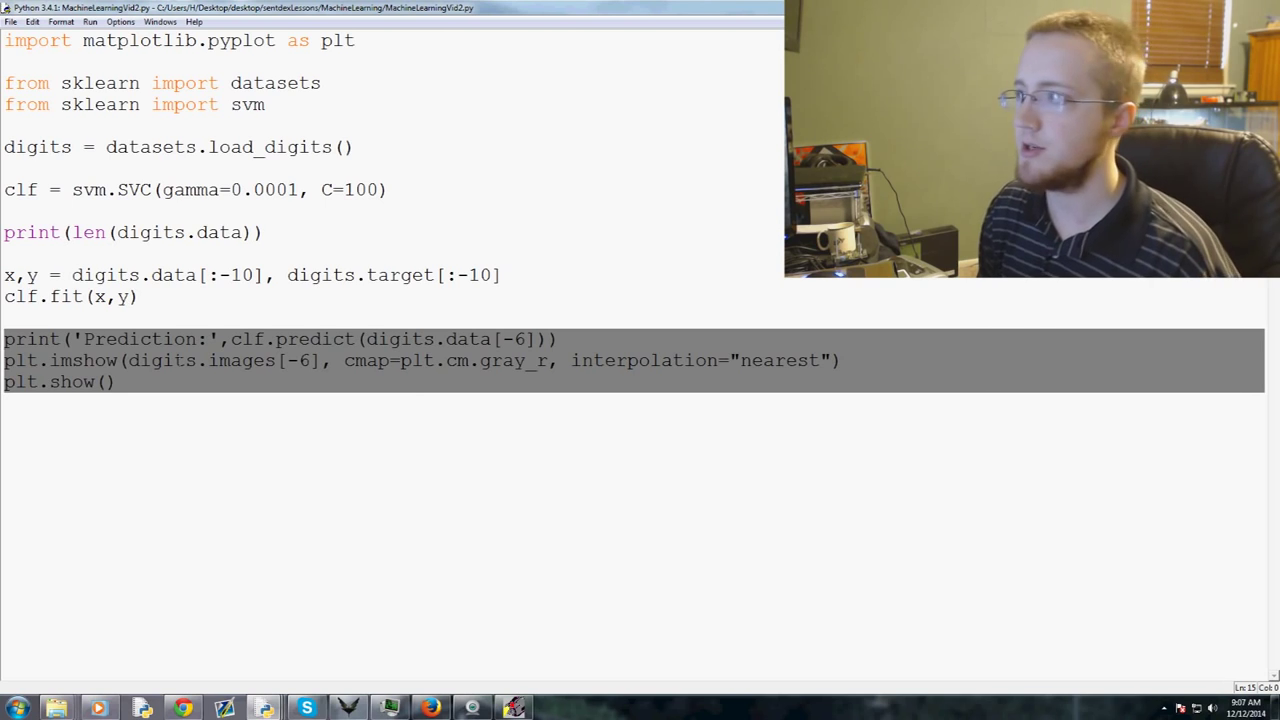 Python 3.4.1: MachineLearningVid2.py - C:/Users/H/Desktop/desktop/sentdexLessons/MachineLearning/MachineLearningVid2.py
File Edit Format Run Options Windows Help
import matplotlib.pyplot as plt
from sklearn import datasets
from sklearn import svm
digits = datasets.load_digits()
clf = svm.SVC(gamma=0.0001, C=100)
print(len(digits.data))
x,y = digits.data[:-10], digits.target[:-10]
clf.fit(x,y)
print('Prediction:',clf.predict(digits.data[-6]))
plt.imshow(digits.images[-6], cmap=plt.cm.gray_r, interpolation="nearest")
plt.show()
Ln: 15 Col: 0
9:07 AM
12/12/2014